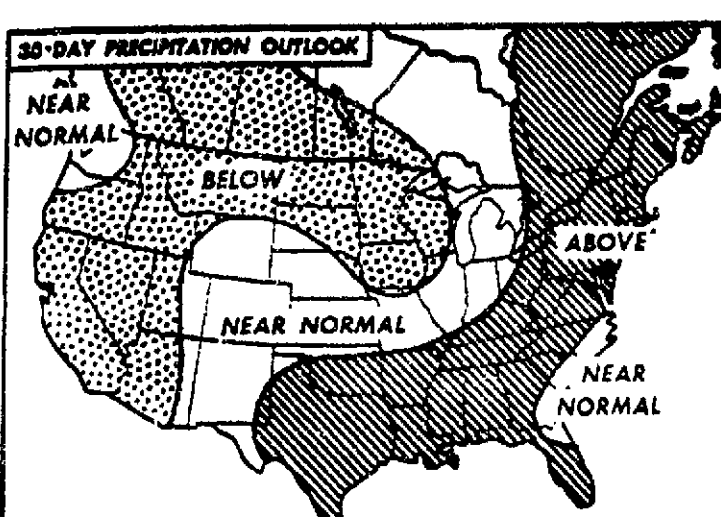 30-DAY PRECIPITATION OUTLOOK
NEAR
NORMAL
BELOW
ABOVE
NEAR NORMAL
NEAR
NORMAL